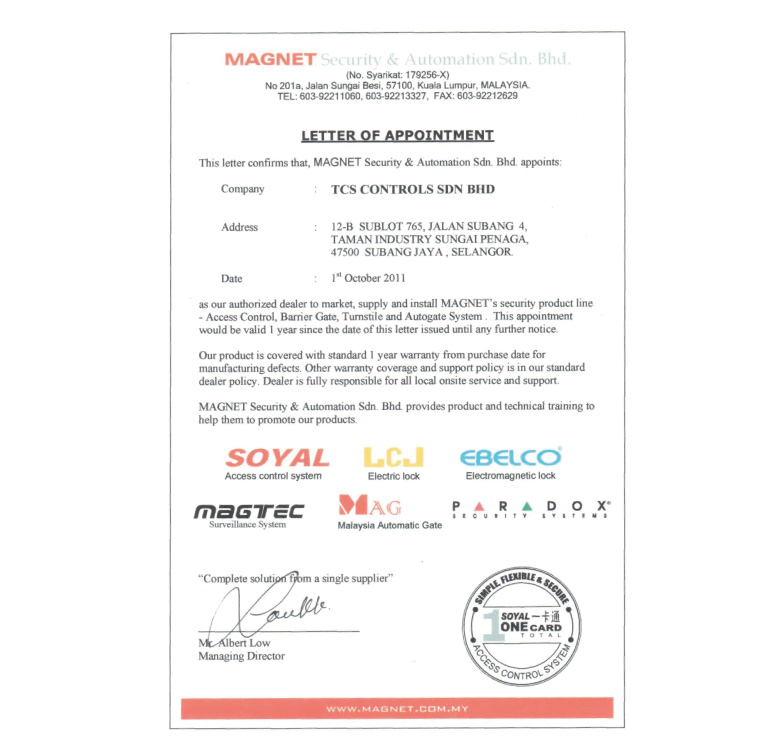 MAGNET Security & Automation Sdn. Bhd.
(No. Syarikat: 179256-X)
No 201a, Jalan Sungai Besi, 57100, Kuala Lumpur, MALAYSIA.
TEL: 603-92211060, 603-92213327, FAX: 603-92212629
LETTER OF APPOINTMENT
This letter confirms that, MAGNET Security & Automation Sdn. Bhd. appoints:
Company : TCS CONTROLS SDN BHD
Address : 12-B SUBLOT 765, JALAN SUBANG 4,
TAMAN INDUSTRY SUNGAI PENAGA,
47500 SUBANG JAYA , SELANGOR.
Date : 1st October 2011
as our authorized dealer to market, supply and install MAGNET's security product line
- Access Control, Barrier Gate, Turnstile and Autogate System . This appointment
would be valid 1 year since the date of this letter issued until any further notice.
Our product is covered with standard 1 year warranty from purchase date for
manufacturing defects. Other warranty coverage and support policy is in our standard
dealer policy. Dealer is fully responsible for all local onsite service and support.
MAGNET Security & Automation Sdn. Bhd. provides product and technical training to
help them to promote our products.
SOYAL
Access control system
LCJ
Electric lock
EBELCO
Electromagnetic lock
MAGTEC
Surveillance System
MAG
Malaysia Automatic Gate
PARADOX®
SECURITY SYSTEMS
"Complete solution from a single supplier"
Mr. Albert Low
Managing Director
SIMPLE, FLEXIBLE & SECURE
SOYAL 一卡通
1 ONE CARD
TOTAL
ACCESS CONTROL SYSTEM
WWW.MAGNET.COM.MY